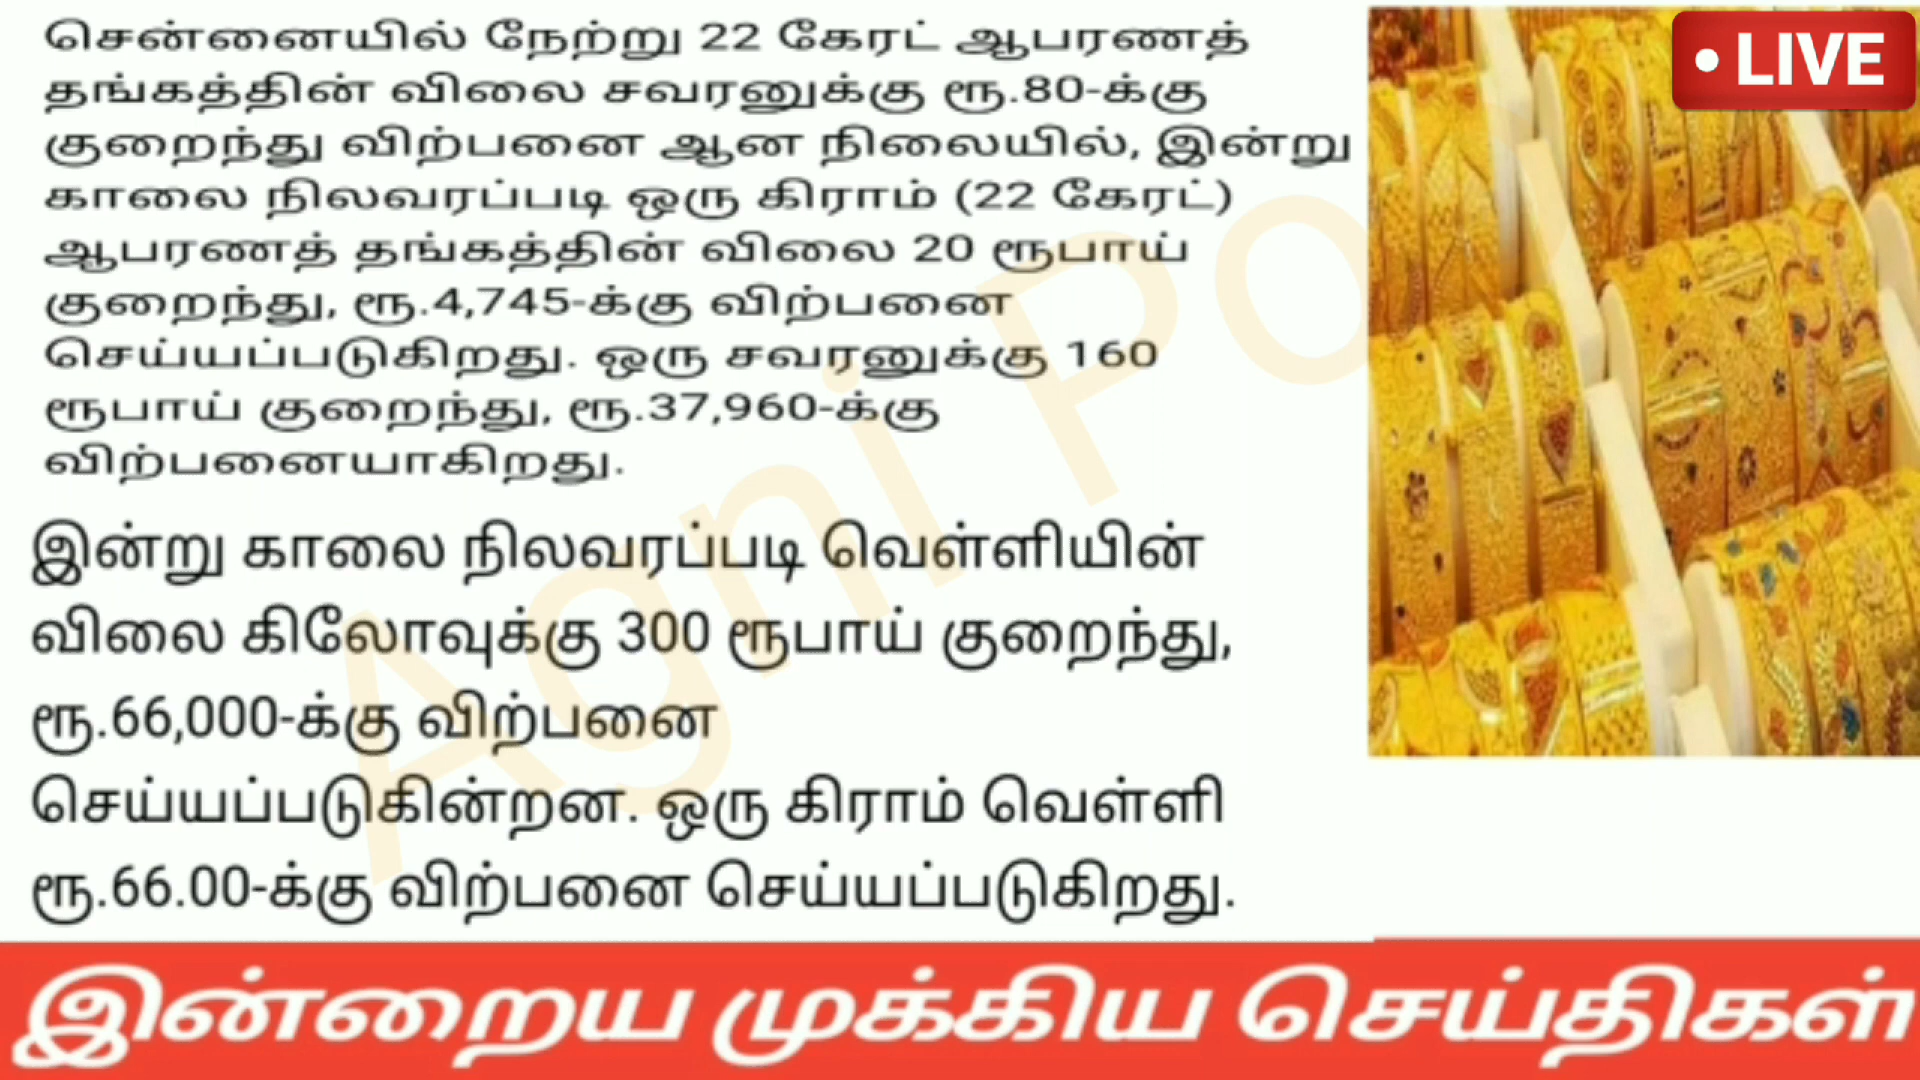 சென்னையில் நேற்று 22 கேரட் ஆபரணத்
தங்கத்தின் விலை சவரனுக்கு ரூ.80-க்கு
குறைந்து விற்பனை ஆன நிலையில், இன்று
காலை நிலவரப்படி ஒரு கிராம் (22 கேரட்)
ஆபரணத் தங்கத்தின் விலை 20 ரூபாய்
குறைந்து, ரூ.4,745-க்கு விற்பனை
செய்யப்படுகிறது. ஒரு சவரனுக்கு 160
ரூபாய் குறைந்து, ரூ.37,960-க்கு
விற்பனையாகிறது.
இன்று காலை நிலவரப்படி வெள்ளியின்
விலை கிலோவுக்கு 300 ரூபாய் குறைந்து,
ரூ.66,000-க்கு விற்பனை
செய்யப்படுகின்றன. ஒரு கிராம் வெள்ளி
ரூ.66.00-க்கு விற்பனை செய்யப்படுகிறது.
• LIVE
Agni Po
இன்றைய முக்கிய செய்திகள்